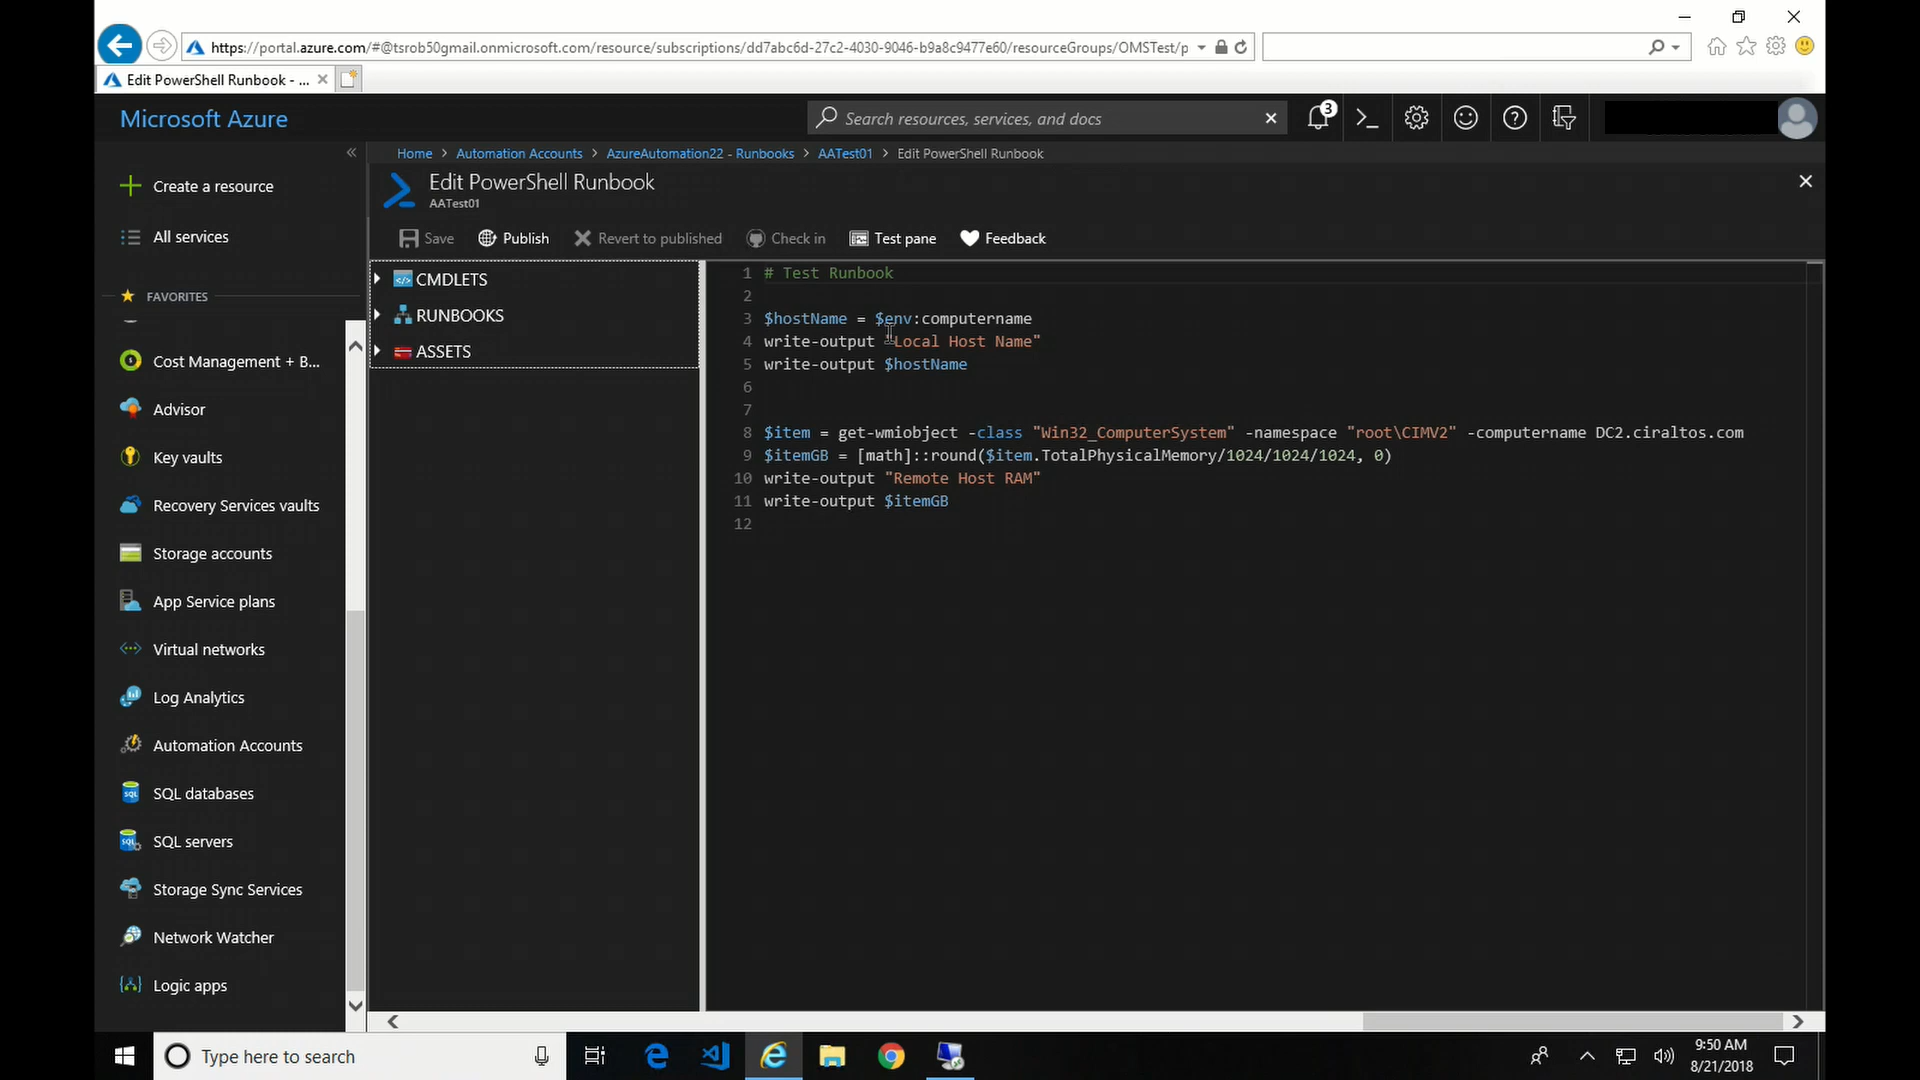 https://portal.azure.com/#@tsrob50gmail.onmicrosoft.com/resource/subscriptions/dd7abc6d-27c2-4030-9046-b9a8c9477e60/resourceGroups/OMSTest/p
Edit PowerShell Runbook - ...
Microsoft Azure
Search resources, services, and docs
3
Home > Automation Accounts > AzureAutomation22 - Runbooks > AATest01 > Edit PowerShell Runbook
Edit PowerShell Runbook
AATest01
Save Publish Revert to published Check in Test pane Feedback
Create a resource
All services
FAVORITES
Cost Management + B...
Advisor
Key vaults
Recovery Services vaults
Storage accounts
App Service plans
Virtual networks
Log Analytics
Automation Accounts
SQL databases
SQL servers
Storage Sync Services
Network Watcher
Logic apps
CMDLETS
RUNBOOKS
ASSETS
1 # Test Runbook
2
3 $hostName = $env:computername
4 write-output "Local Host Name"
5 write-output $hostName
6
7
8 $item = get-wmiobject -class "Win32_ComputerSystem" -namespace "root\CIMV2" -computername DC2.ciraltos.com
9 $itemGB = [math]::round($item.TotalPhysicalMemory/1024/1024/1024, 0)
10 write-output "Remote Host RAM"
11 write-output $itemGB
12
Type here to search
9:50 AM
8/21/2018